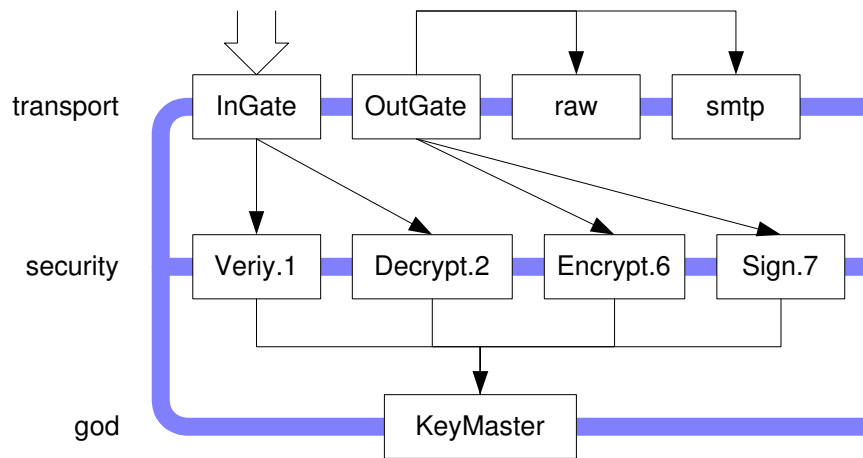 transport InGate OutGate raw smtp
security Veriy.1 Decrypt.2 Encrypt.6 Sign.7
god KeyMaster